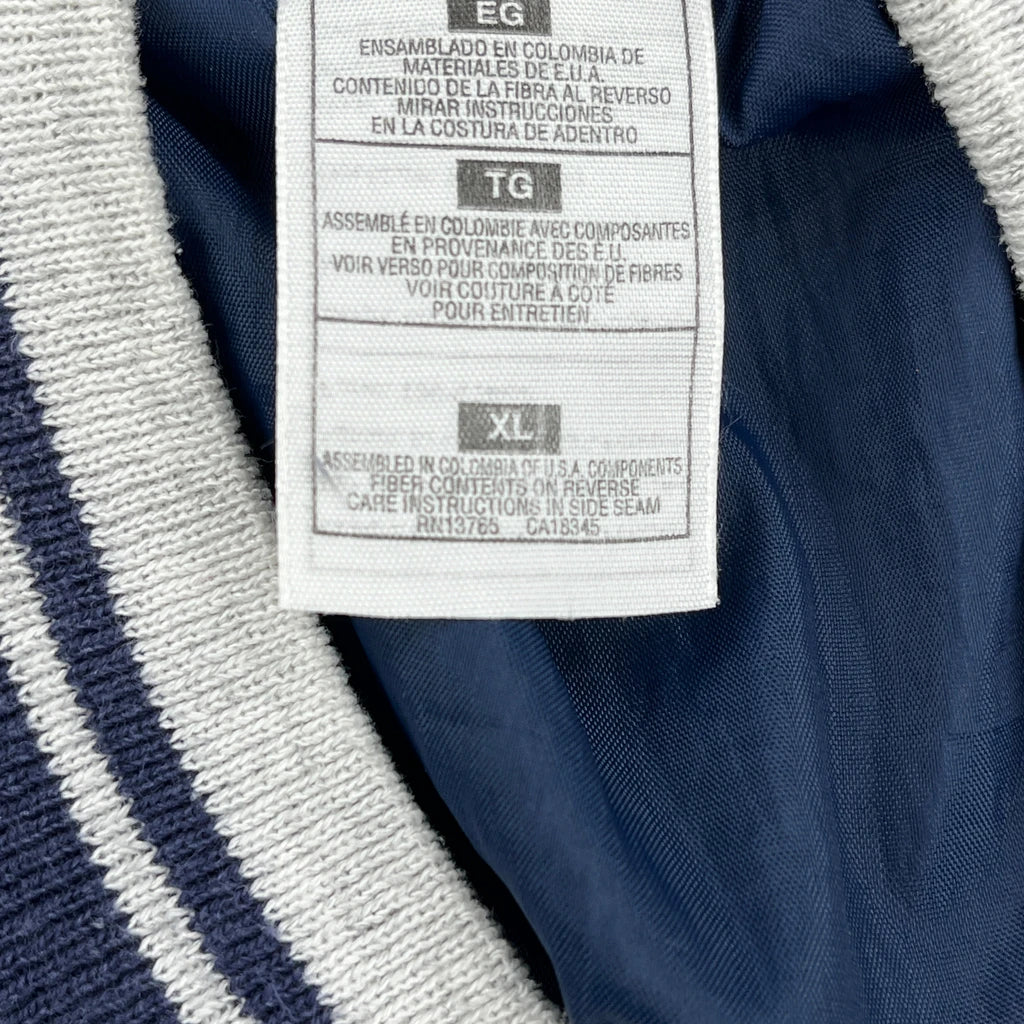 EG
ENSAMBLADO EN COLOMBIA DE
MATERIALES DE E.U.A.
CONTENIDO DE LA FIBRA AL REVERSO
MIRAR INSTRUCCIONES
EN LA COSTURA DE ADENTRO
TG
ASSEMBLÉ EN COLOMBIE AVEC COMPOSANTES
EN PROVENANCE DES E.U.
VOIR VERSO POUR COMPOSITION DE FIBRES
VOIR COUTURE A COTÉ
POUR ENTRETIEN
XL
ASSEMBLED IN COLOMBIA OF U.S.A. COMPONENTS
FIBER CONTENTS ON REVERSE
CARE INSTRUCTIONS IN SIDE SEAM
RN13765 CA18345